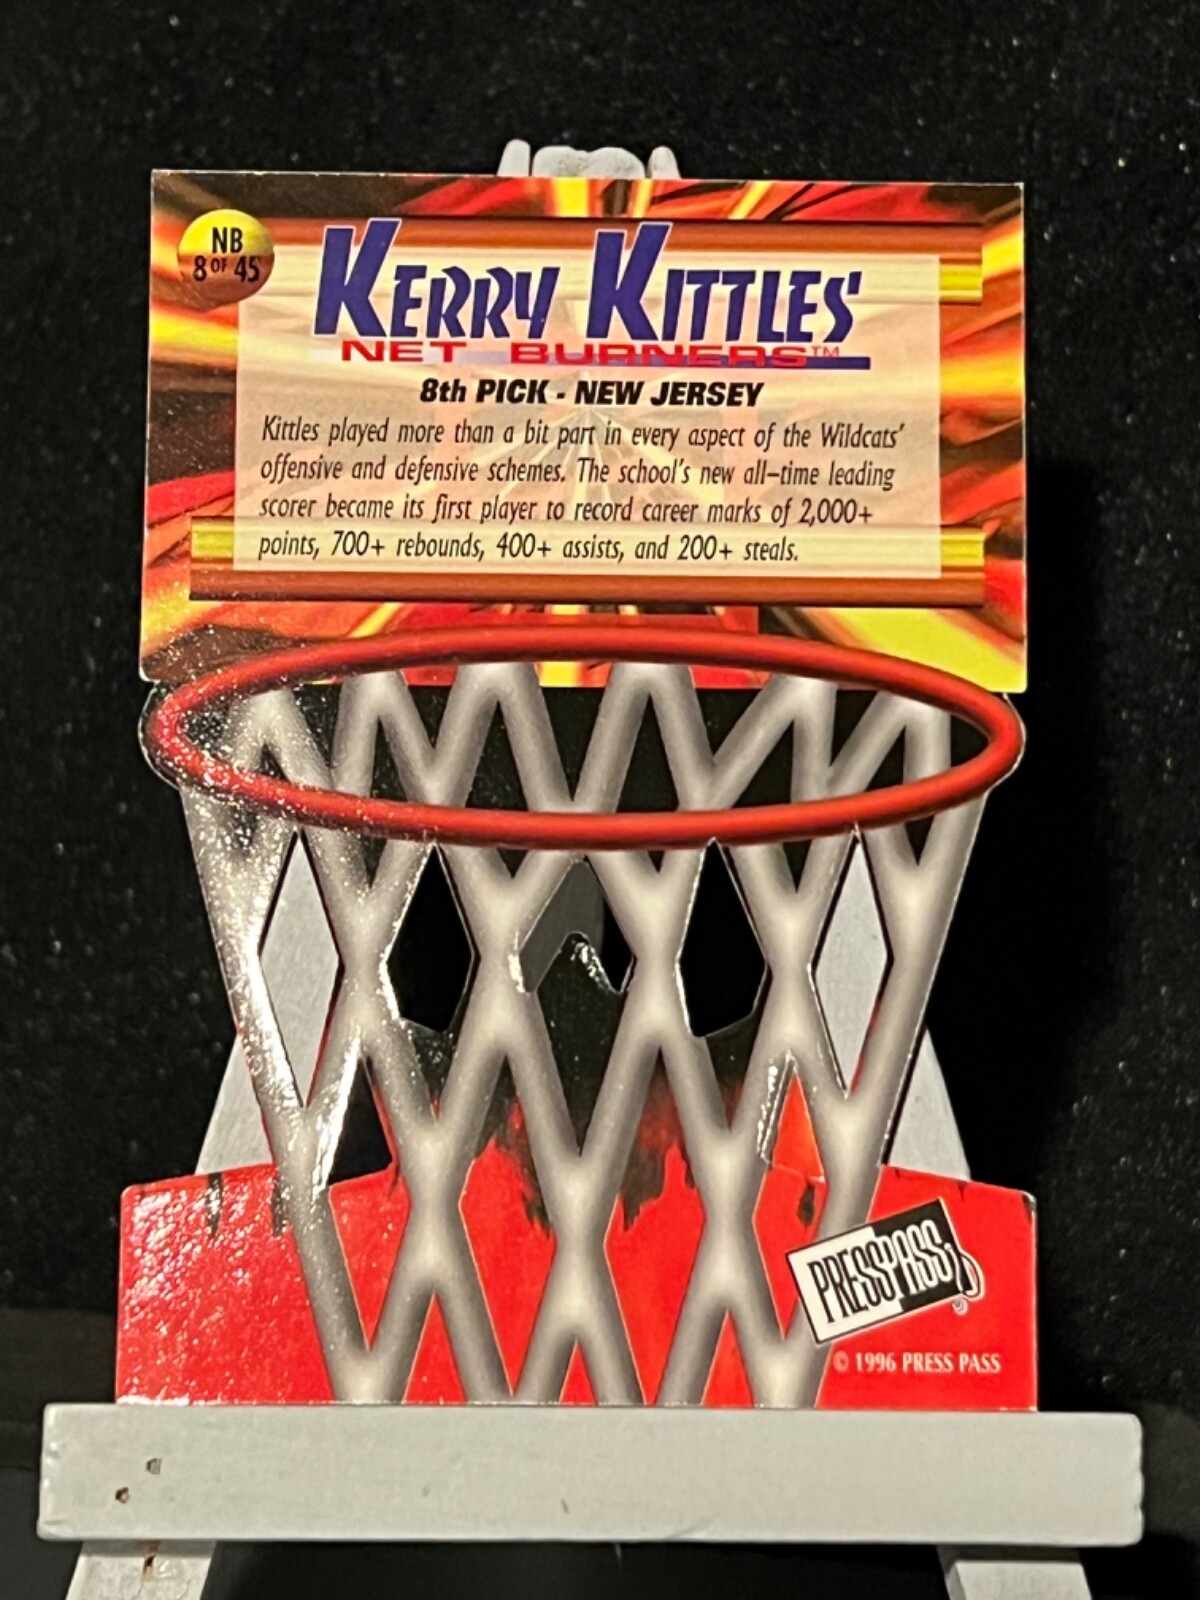 NB
8 OF 45
KERRY KITTLES
NET BURNERS™
8th PICK - NEW JERSEY
Kittles played more than a bit part in every aspect of the Wildcats'
offensive and defensive schemes. The school's new all-time leading
scorer became its first player to record career marks of 2,000+
points, 700+ rebounds, 400+ assists, and 200+ steals.
PRESS PASS
© 1996 PRESS PASS